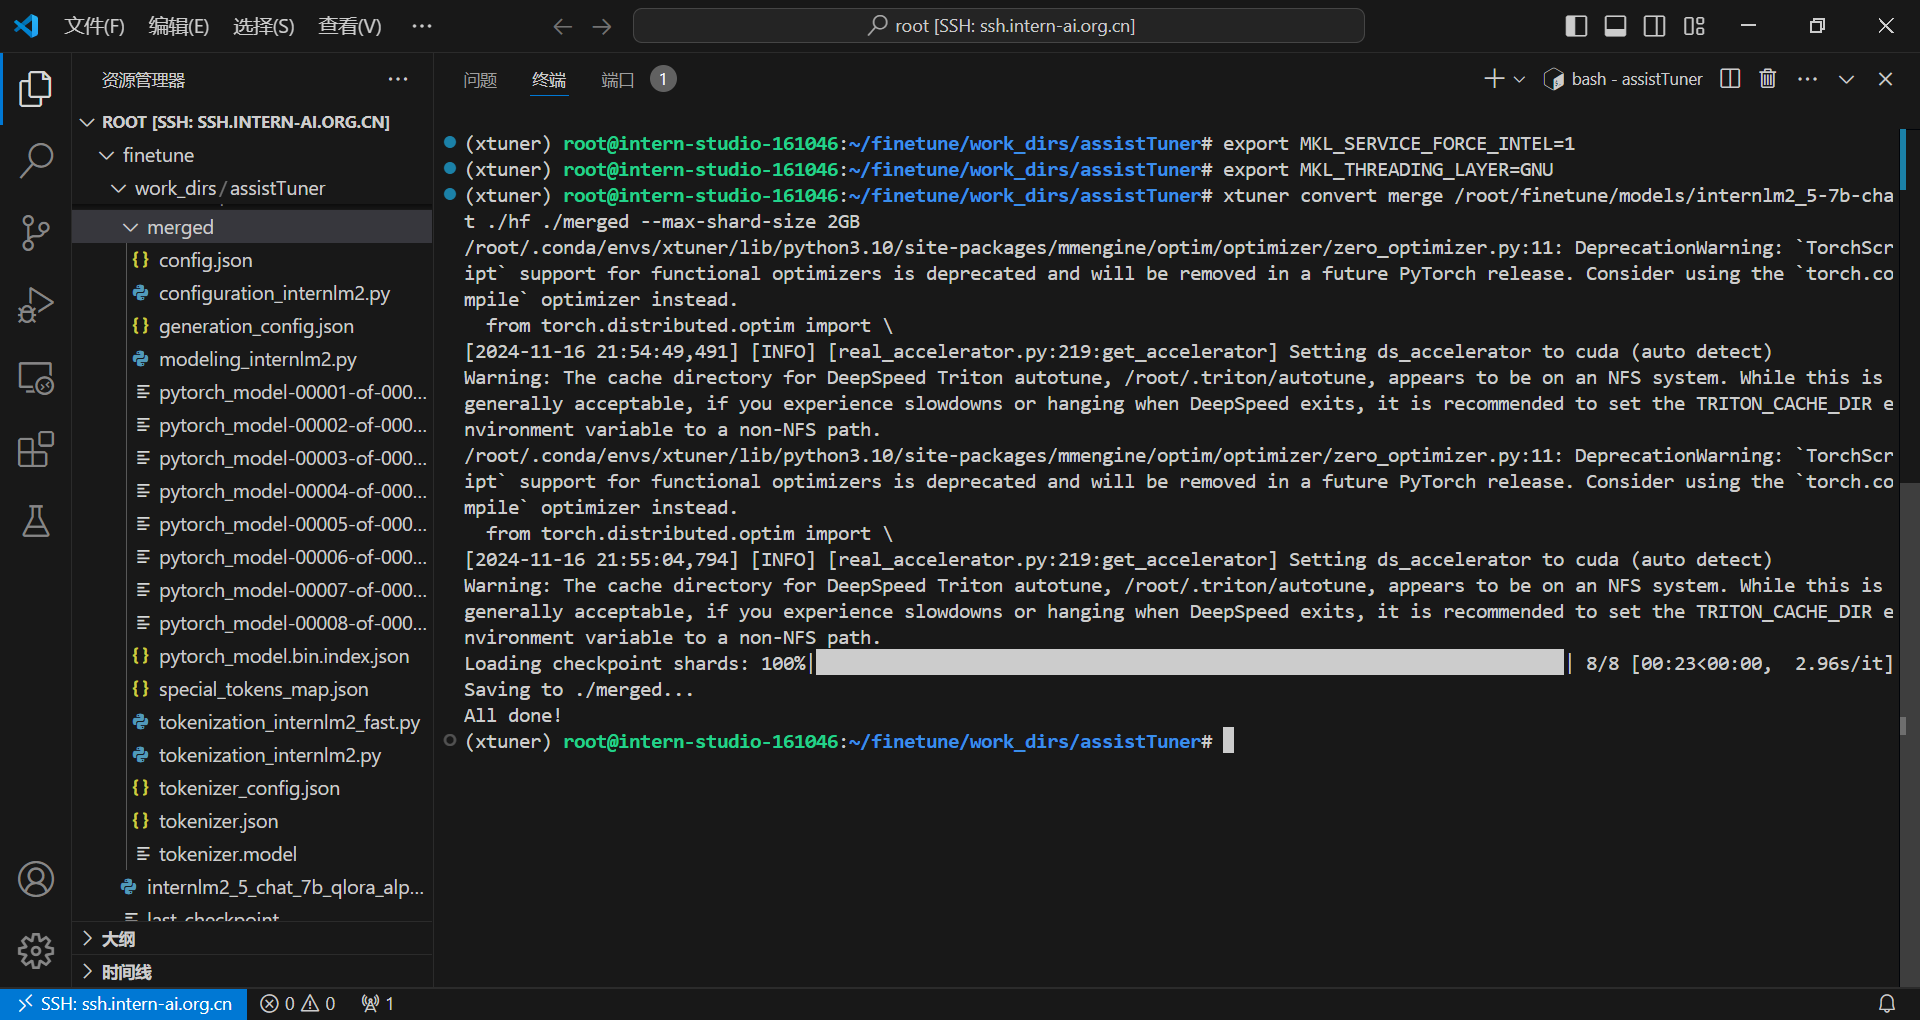 文件(F) 编辑(E) 选择(S) 查看(V) ···
root [SSH: ssh.intern-ai.org.cn]
资源管理器
ROOT [SSH: SSH.INTERN-AI.ORG.CN]
finetune
work_dirs / assistTuner
merged
config.json
configuration_internlm2.py
generation_config.json
modeling_internlm2.py
pytorch_model-00001-of-000...
pytorch_model-00002-of-000...
pytorch_model-00003-of-000...
pytorch_model-00004-of-000...
pytorch_model-00005-of-000...
pytorch_model-00006-of-000...
pytorch_model-00007-of-000...
pytorch_model-00008-of-000...
pytorch_model.bin.index.json
special_tokens_map.json
tokenization_internlm2_fast.py
tokenization_internlm2.py
tokenizer_config.json
tokenizer.json
tokenizer.model
internlm2_5_chat_7b_qlora_alp...
last_checkpoint
大纲
时间线
问题 终端 端口 1
bash - assistTuner
(xtuner) root@intern-studio-161046:~/finetune/work_dirs/assistTuner# export MKL_SERVICE_FORCE_INTEL=1
(xtuner) root@intern-studio-161046:~/finetune/work_dirs/assistTuner# export MKL_THREADING_LAYER=GNU
(xtuner) root@intern-studio-161046:~/finetune/work_dirs/assistTuner# xtuner convert merge /root/finetune/models/internlm2_5-7b-cha
t ./hf ./merged --max-shard-size 2GB
/root/.conda/envs/xtuner/lib/python3.10/site-packages/mmengine/optim/optimizer/zero_optimizer.py:11: DeprecationWarning: `TorchScr
ipt` support for functional optimizers is deprecated and will be removed in a future PyTorch release. Consider using the `torch.co
mpile` optimizer instead.
from torch.distributed.optim import \
[2024-11-16 21:54:49,491] [INFO] [real_accelerator.py:219:get_accelerator] Setting ds_accelerator to cuda (auto detect)
Warning: The cache directory for DeepSpeed Triton autotune, /root/.triton/autotune, appears to be on an NFS system. While this is
generally acceptable, if you experience slowdowns or hanging when DeepSpeed exits, it is recommended to set the TRITON_CACHE_DIR e
nvironment variable to a non-NFS path.
/root/.conda/envs/xtuner/lib/python3.10/site-packages/mmengine/optim/optimizer/zero_optimizer.py:11: DeprecationWarning: `TorchScr
ipt` support for functional optimizers is deprecated and will be removed in a future PyTorch release. Consider using the `torch.co
mpile` optimizer instead.
from torch.distributed.optim import \
[2024-11-16 21:55:04,794] [INFO] [real_accelerator.py:219:get_accelerator] Setting ds_accelerator to cuda (auto detect)
Warning: The cache directory for DeepSpeed Triton autotune, /root/.triton/autotune, appears to be on an NFS system. While this is
generally acceptable, if you experience slowdowns or hanging when DeepSpeed exits, it is recommended to set the TRITON_CACHE_DIR e
nvironment variable to a non-NFS path.
Loading checkpoint shards: 100%| | 8/8 [00:23<00:00, 2.96s/it]
Saving to ./merged...
All done!
(xtuner) root@intern-studio-161046:~/finetune/work_dirs/assistTuner#
SSH: ssh.intern-ai.org.cn 0 0 1